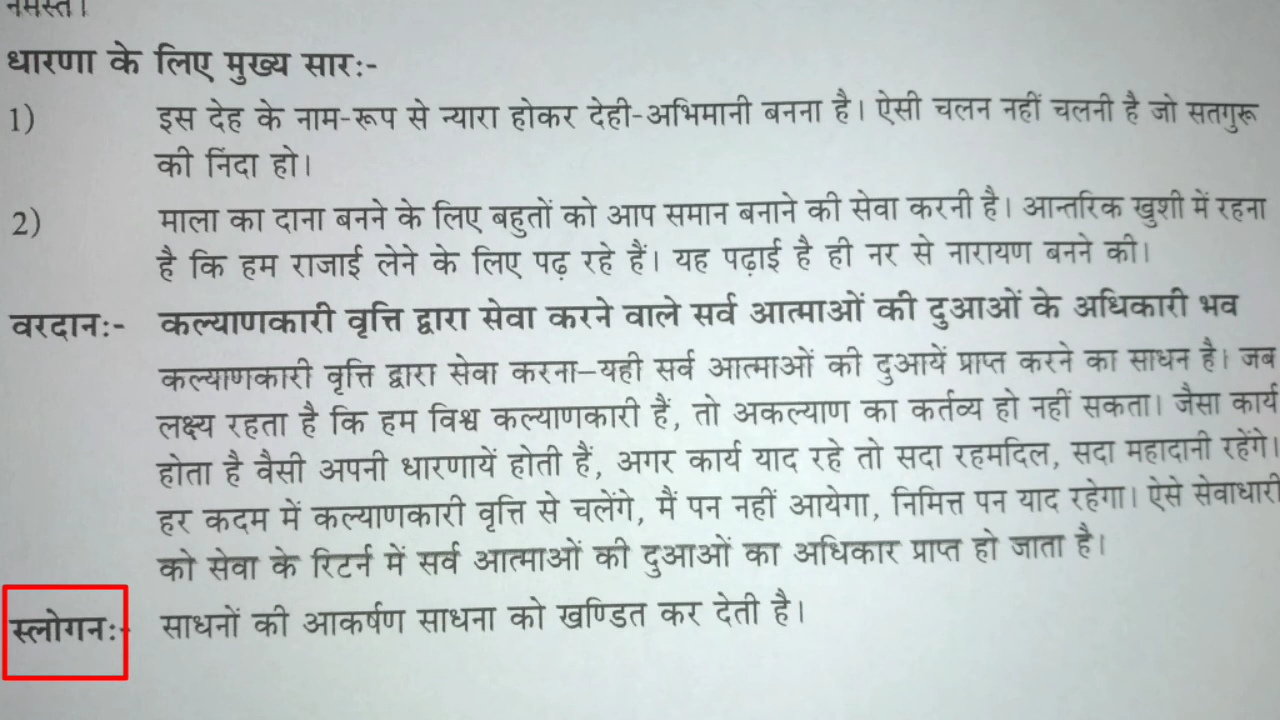 नमस्ते।
धारणा के लिए मुख्य सारः-
1) इस देह के नाम-रूप से न्यारा होकर देही-अभिमानी बनना है। ऐसी चलन नहीं चलनी है जो सतगुरू
की निंदा हो।
2) माला का दाना बनने के लिए बहुतों को आप समान बनाने की सेवा करनी है। आन्तरिक खुशी में रहना
है कि हम राजाई लेने के लिए पढ़ रहे हैं। यह पढ़ाई है ही नर से नारायण बनने की।
वरदानः- कल्याणकारी वृत्ति द्वारा सेवा करने वाले सर्व आत्माओं की दुआओं के अधिकारी भव
कल्याणकारी वृत्ति द्वारा सेवा करना–यही सर्व आत्माओं की दुआयें प्राप्त करने का साधन है। जब
लक्ष्य रहता है कि हम विश्व कल्याणकारी हैं, तो अकल्याण का कर्तव्य हो नहीं सकता। जैसा कार्य
होता है वैसी अपनी धारणायें होती हैं, अगर कार्य याद रहे तो सदा रहमदिल, सदा महादानी रहेंगे।
हर कदम में कल्याणकारी वृत्ति से चलेंगे, मैं पन नहीं आयेगा, निमित्त पन याद रहेगा। ऐसे सेवाधारी
को सेवा के रिटर्न में सर्व आत्माओं की दुआओं का अधिकार प्राप्त हो जाता है।
स्लोगनः- साधनों की आकर्षण साधना को खण्डित कर देती है।